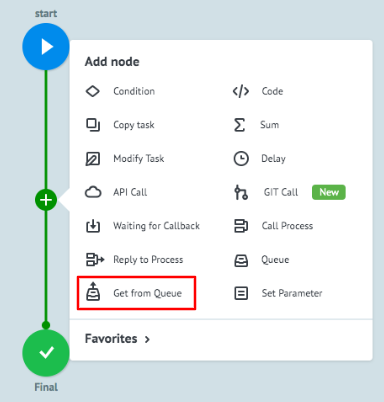 start
Add node
Condition
Code
Copy task
Sum
Modify Task
Delay
API Call
GIT Call New
Waiting for Callback
Call Process
Reply to Process
Queue
Get from Queue
Set Parameter
Favorites
Final